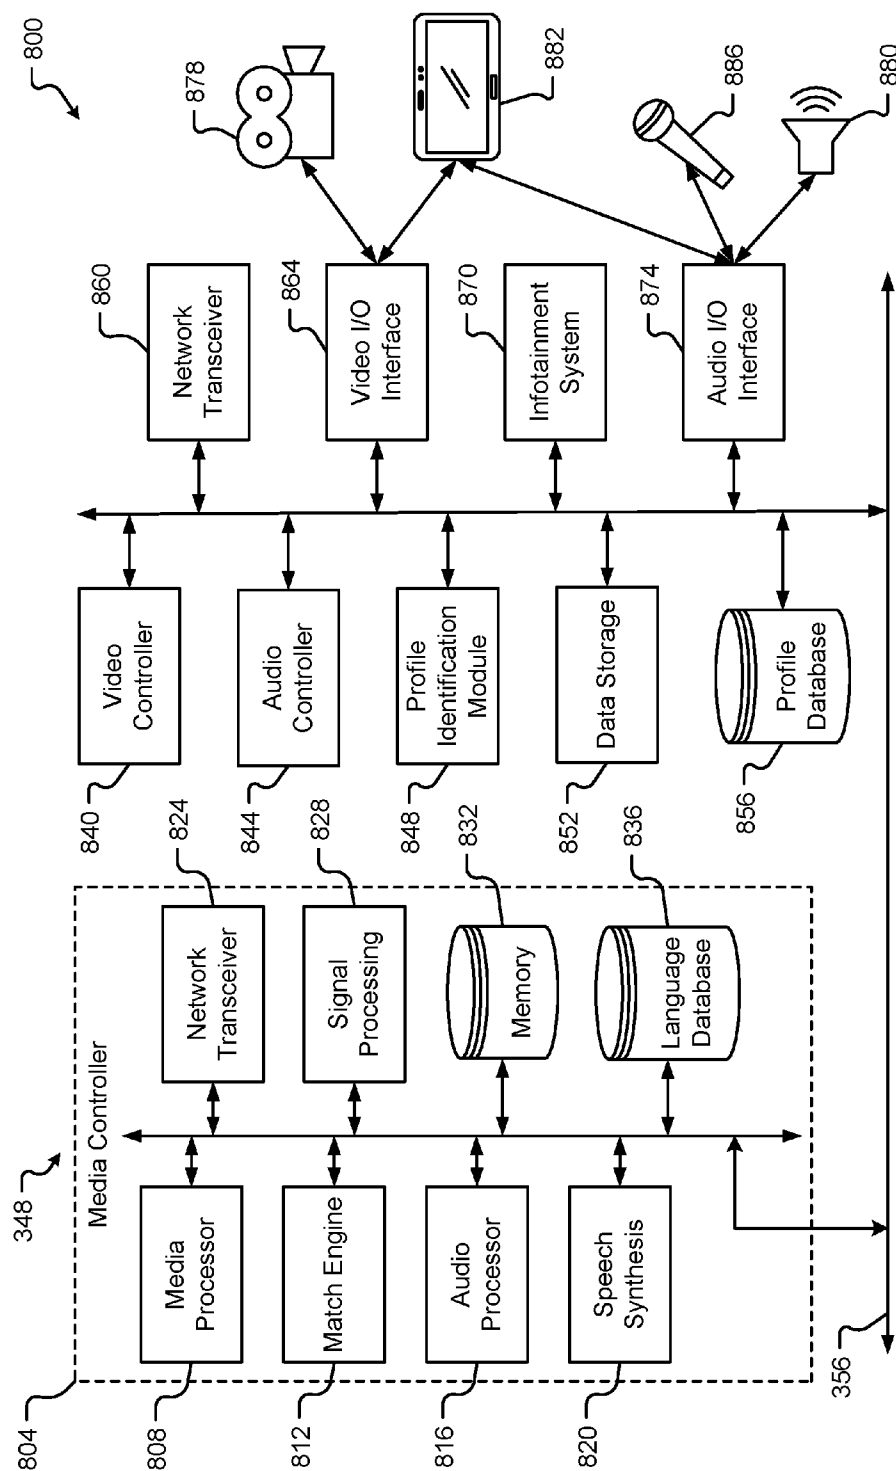 800
348
804
Media Controller
808
Media
Processor
812
Match Engine
816
Audio
Processor
820
Speech
Synthesis
824
Network
Transceiver
828
Signal
Processing
832
Memory
836
Language
Database
356
840
Video
Controller
844
Audio
Controller
848
Profile
Identification
Module
852
Data Storage
856
Profile
Database
860
Network
Transceiver
864
Video I/O
Interface
870
Infotainment
System
874
Audio I/O
Interface
878
882
886
880